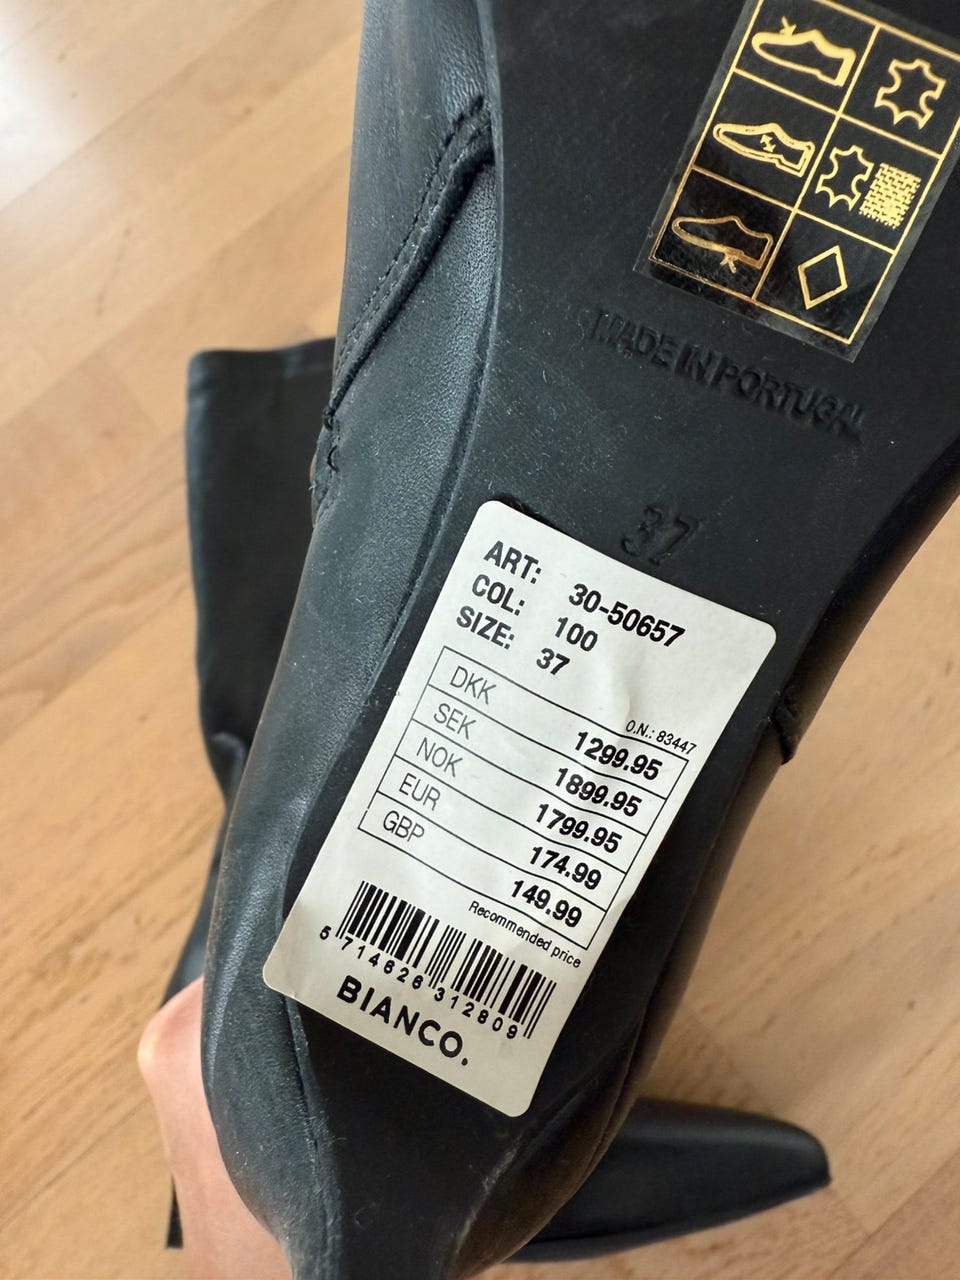 MADE IN PORTUGAL
37
ART: 30-50657
COL: 100
SIZE: 37
O.N.: 83447
DKK 1299.95
SEK 1899.95
NOK 1799.95
EUR 174.99
GBP 149.99
Recommended price
5 714626 312809
BIANCO.